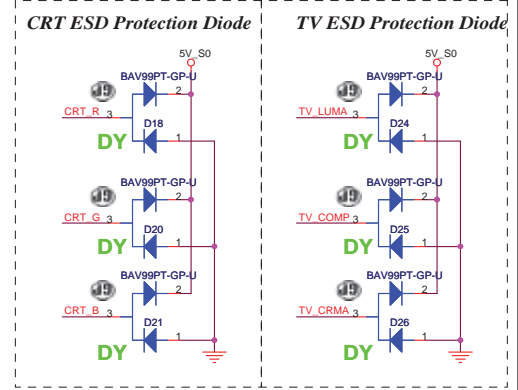 CRT ESD Protection Diode
5V_S0
BAV99PT-GP-U
2
CRT_R
3
D18
1
DY
BAV99PT-GP-U
2
CRT_G
3
D20
1
DY
BAV99PT-GP-U
2
CRT_B
3
D21
1
DY
TV ESD Protection Diode
5V_S0
BAV99PT-GP-U
2
TV_LUMA
3
D24
1
DY
BAV99PT-GP-U
2
TV_COMP
3
D25
1
DY
BAV99PT-GP-U
2
TV_CRMA
3
D26
1
DY